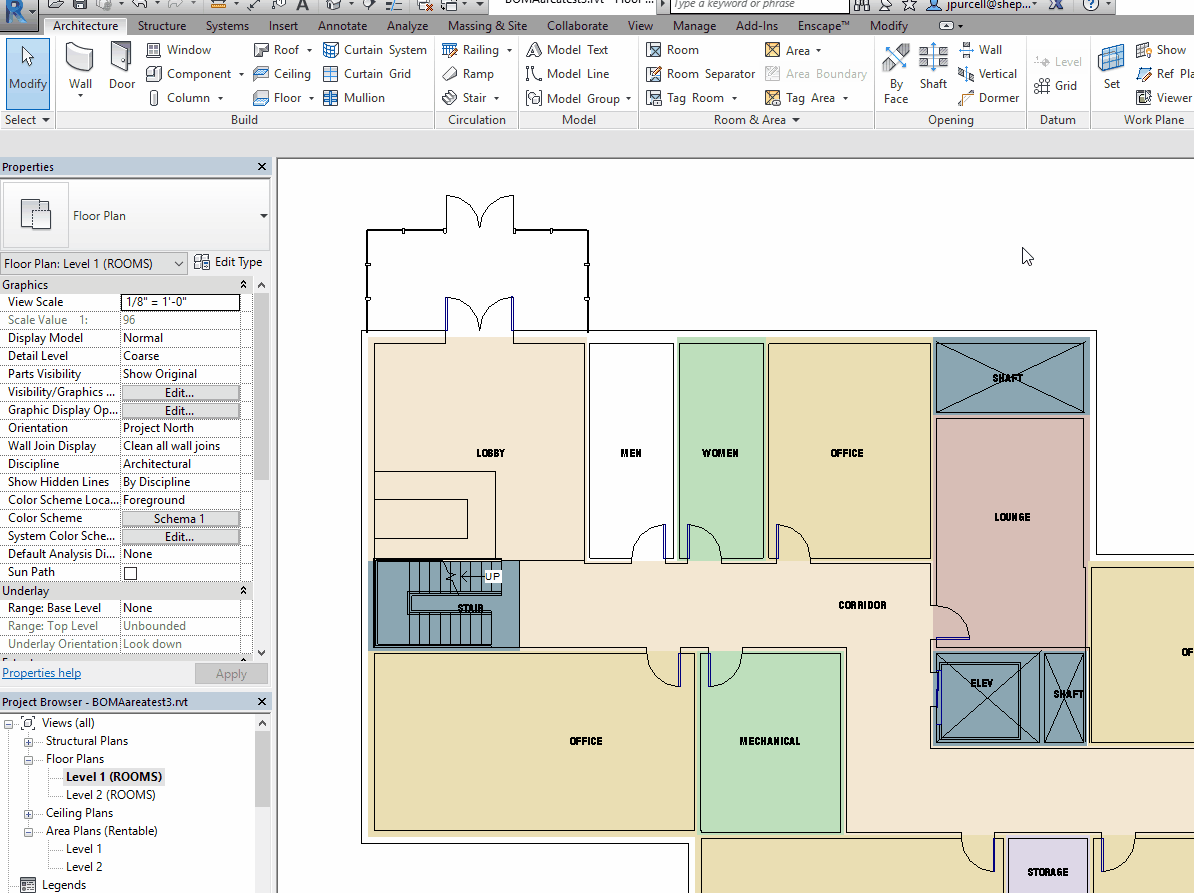 BOMAareatest3.rvt - Floor ...
Type a keyword or phrase
jpurcell@shep...
Architecture Structure Systems Insert Annotate Analyze Massing & Site Collaborate View Manage Add-Ins Enscape™ Modify
Modify
Wall
Door
Window
Component
Column
Roof
Ceiling
Floor
Curtain System
Curtain Grid
Mullion
Railing
Ramp
Stair
Model Text
Model Line
Model Group
Room
Room Separator
Tag Room
Area
Area Boundary
Tag Area
By
Face
Shaft
Wall
Vertical
Dormer
Level
Grid
Set
Show
Ref Pla
Viewer
Select
Build
Circulation
Model
Room & Area
Opening
Datum
Work Plane
Properties
Floor Plan
Floor Plan: Level 1 (ROOMS)
Edit Type
Graphics
View Scale 1/8" = 1'-0"
Scale Value 1: 96
Display Model Normal
Detail Level Coarse
Parts Visibility Show Original
Visibility/Graphics ... Edit...
Graphic Display Op... Edit...
Orientation Project North
Wall Join Display Clean all wall joins
Discipline Architectural
Show Hidden Lines By Discipline
Color Scheme Loca... Foreground
Color Scheme Schema 1
System Color Sche... Edit...
Default Analysis Di... None
Sun Path
Underlay
Range: Base Level None
Range: Top Level Unbounded
Underlay Orientation Look down
Properties help
Apply
Project Browser - BOMAareatest3.rvt
Views (all)
Structural Plans
Floor Plans
Level 1 (ROOMS)
Level 2 (ROOMS)
Ceiling Plans
Area Plans (Rentable)
Level 1
Level 2
Legends
SHAFT
LOBBY
MEN
WOMEN
OFFICE
LOUNGE
UP
STAIR
CORRIDOR
OF
ELEV
SHAFT
OFFICE
MECHANICAL
STORAGE